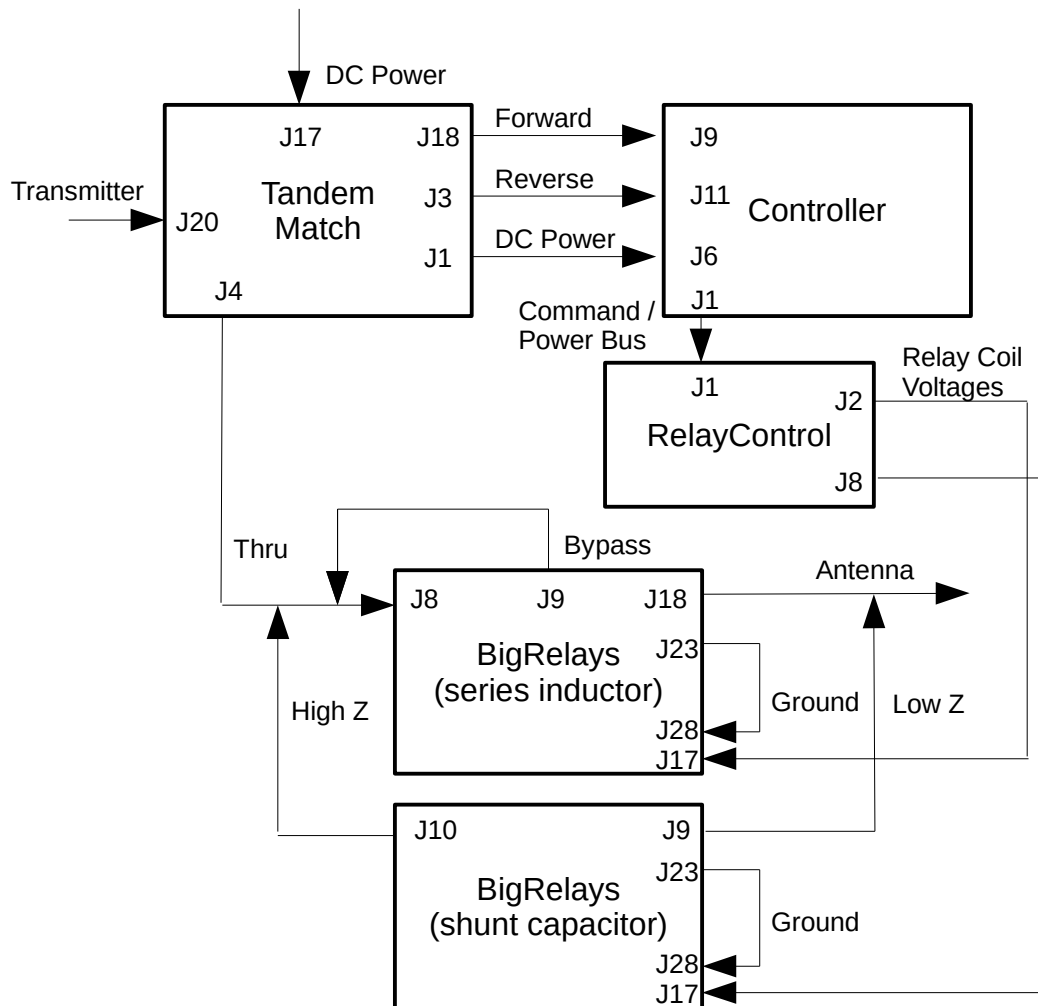 DC Power
J17
J18
Forward
J9
Transmitter
J20
Tandem
Match
J3
Reverse
J11
Controller
J1
DC Power
J6
J4
J1
Command /
Power Bus
J1
Relay Coil
Voltages
J2
RelayControl
J8
Thru
Bypass
Antenna
J8
J9
J18
J23
BigRelays
(series inductor)
High Z
Ground
Low Z
J28
J17
J10
J9
J23
BigRelays
(shunt capacitor)
Ground
J28
J17